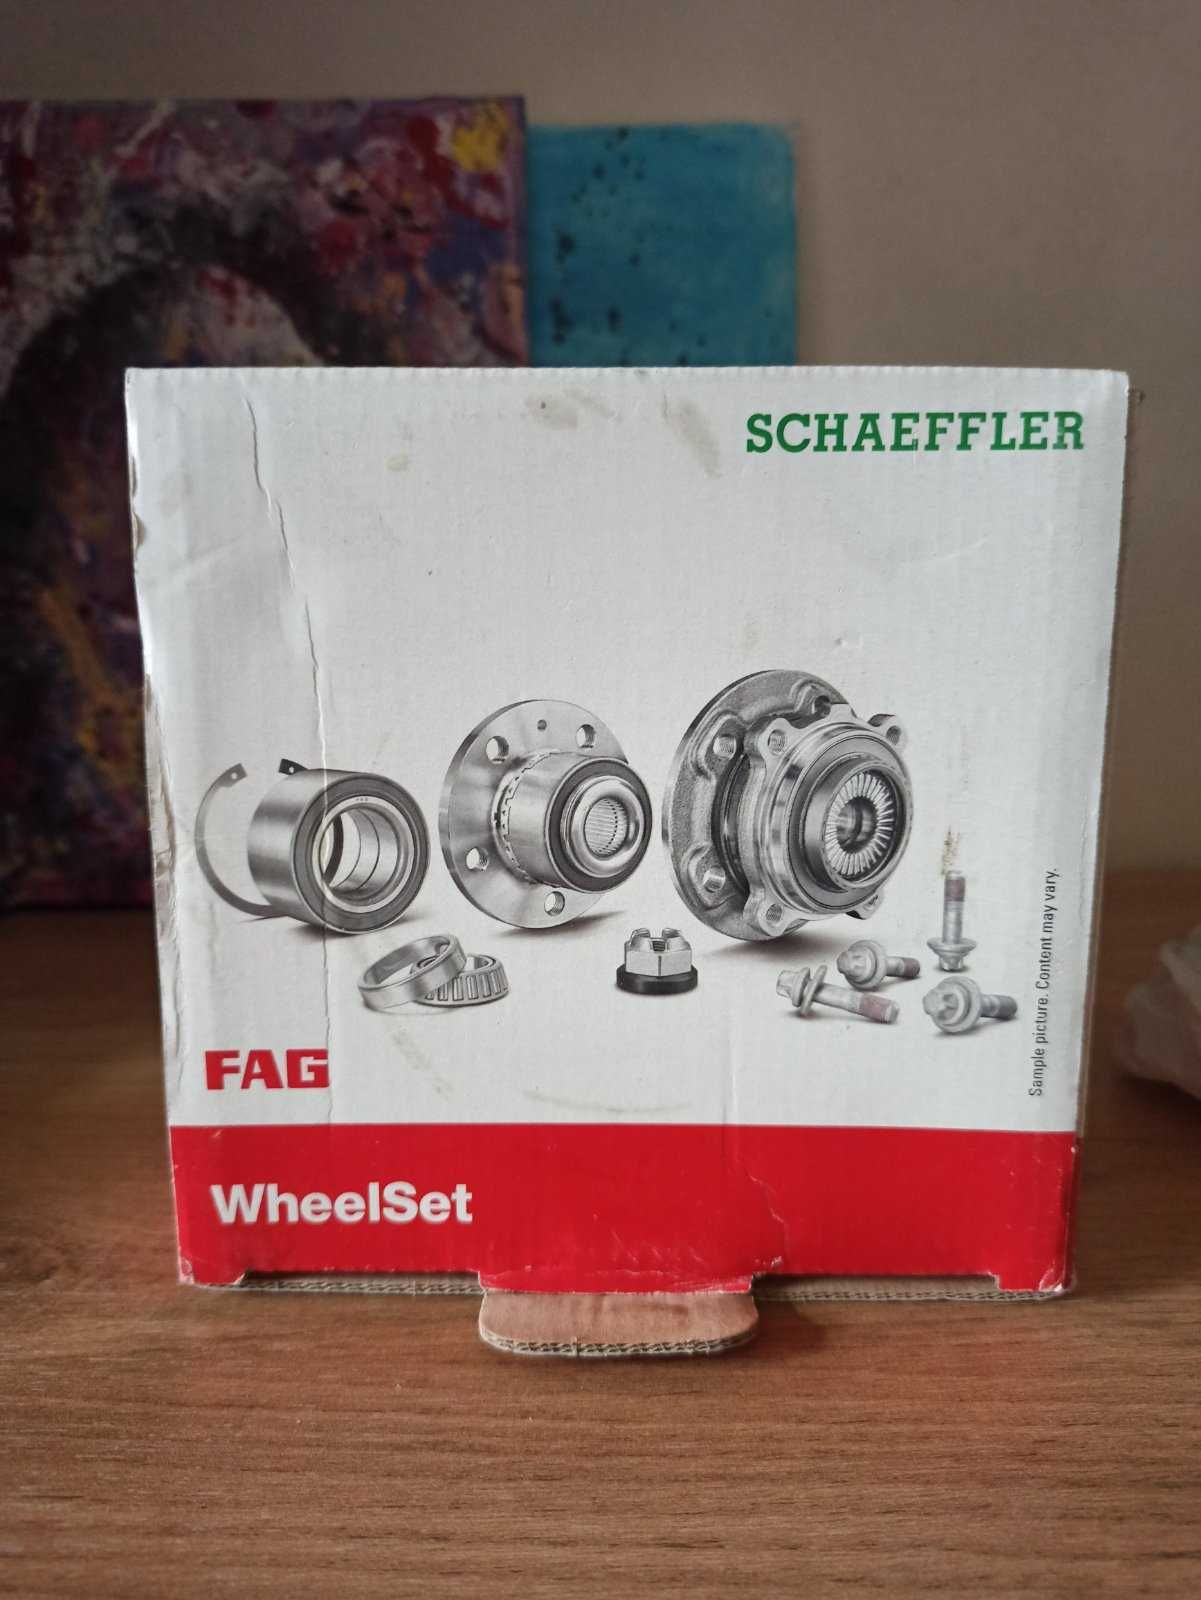 SCHAEFFLER
Sample picture. Content may vary.
FAG
WheelSet